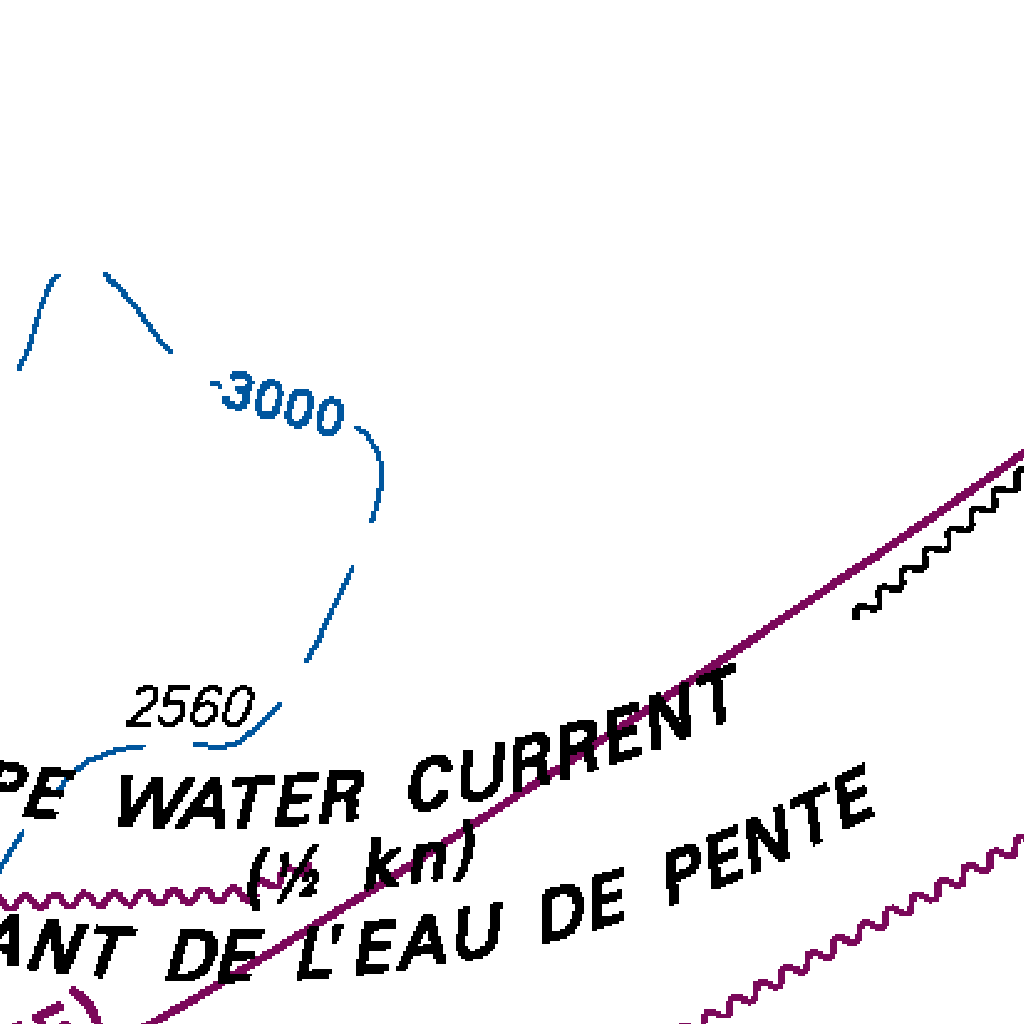 3000
2560
PE WATER CURRENT
(½ kn)
ANT DE L'EAU DE PENTE